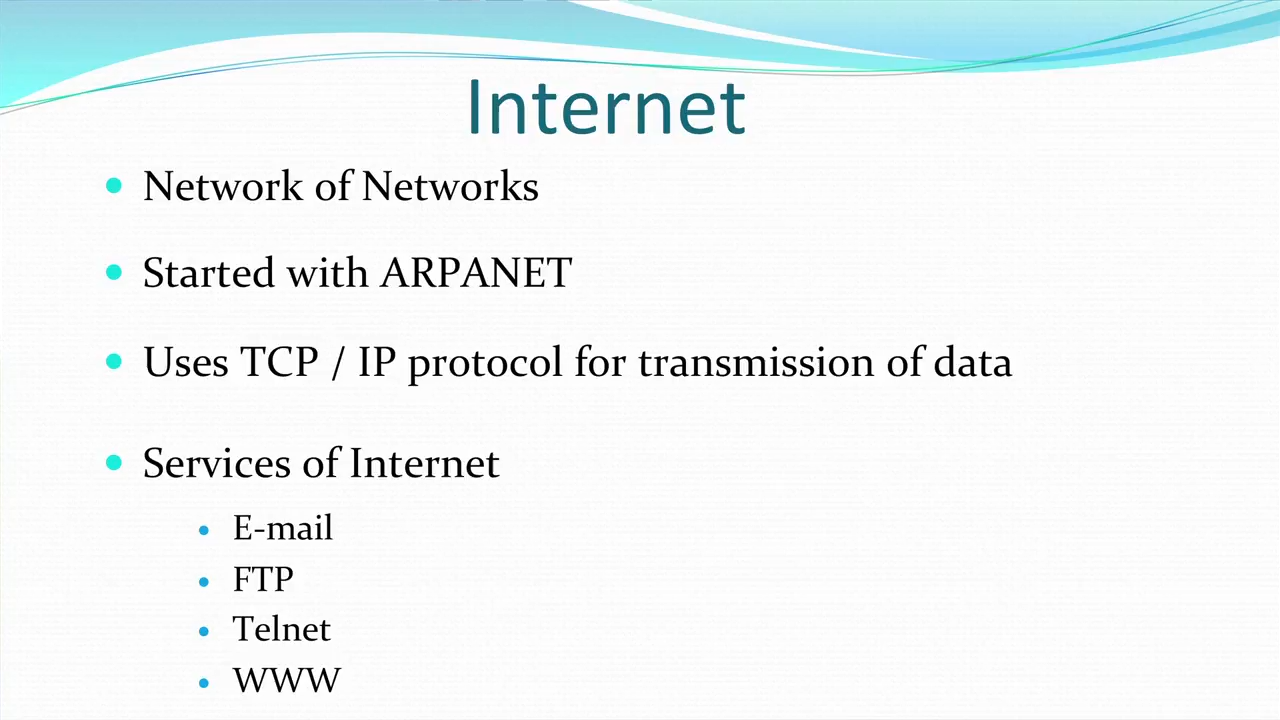 Internet
Network of Networks
Started with ARPANET
Uses TCP / IP protocol for transmission of data
Services of Internet
E-mail
FTP
Telnet
WWW